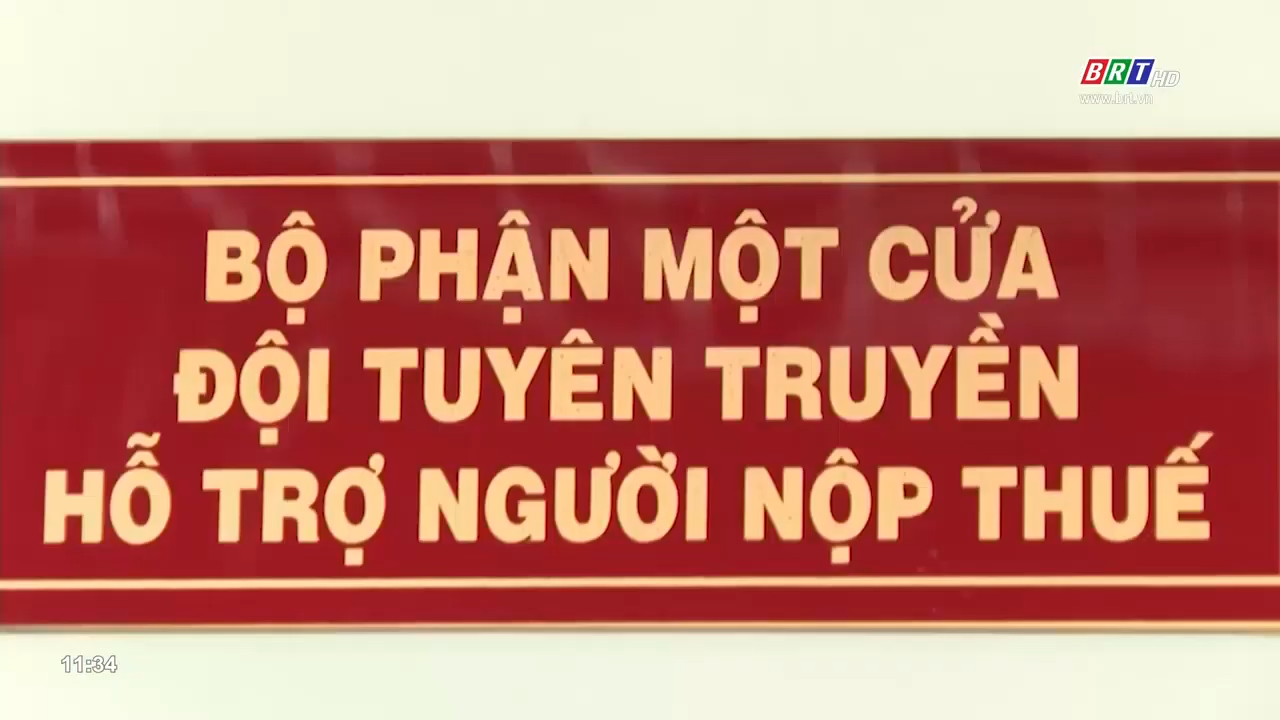 BRT HD
www.brt.vn
BỘ PHẬN MỘT CỬA
ĐỘI TUYÊN TRUYỀN
HỖ TRỢ NGƯỜI NỘP THUẾ
11:34